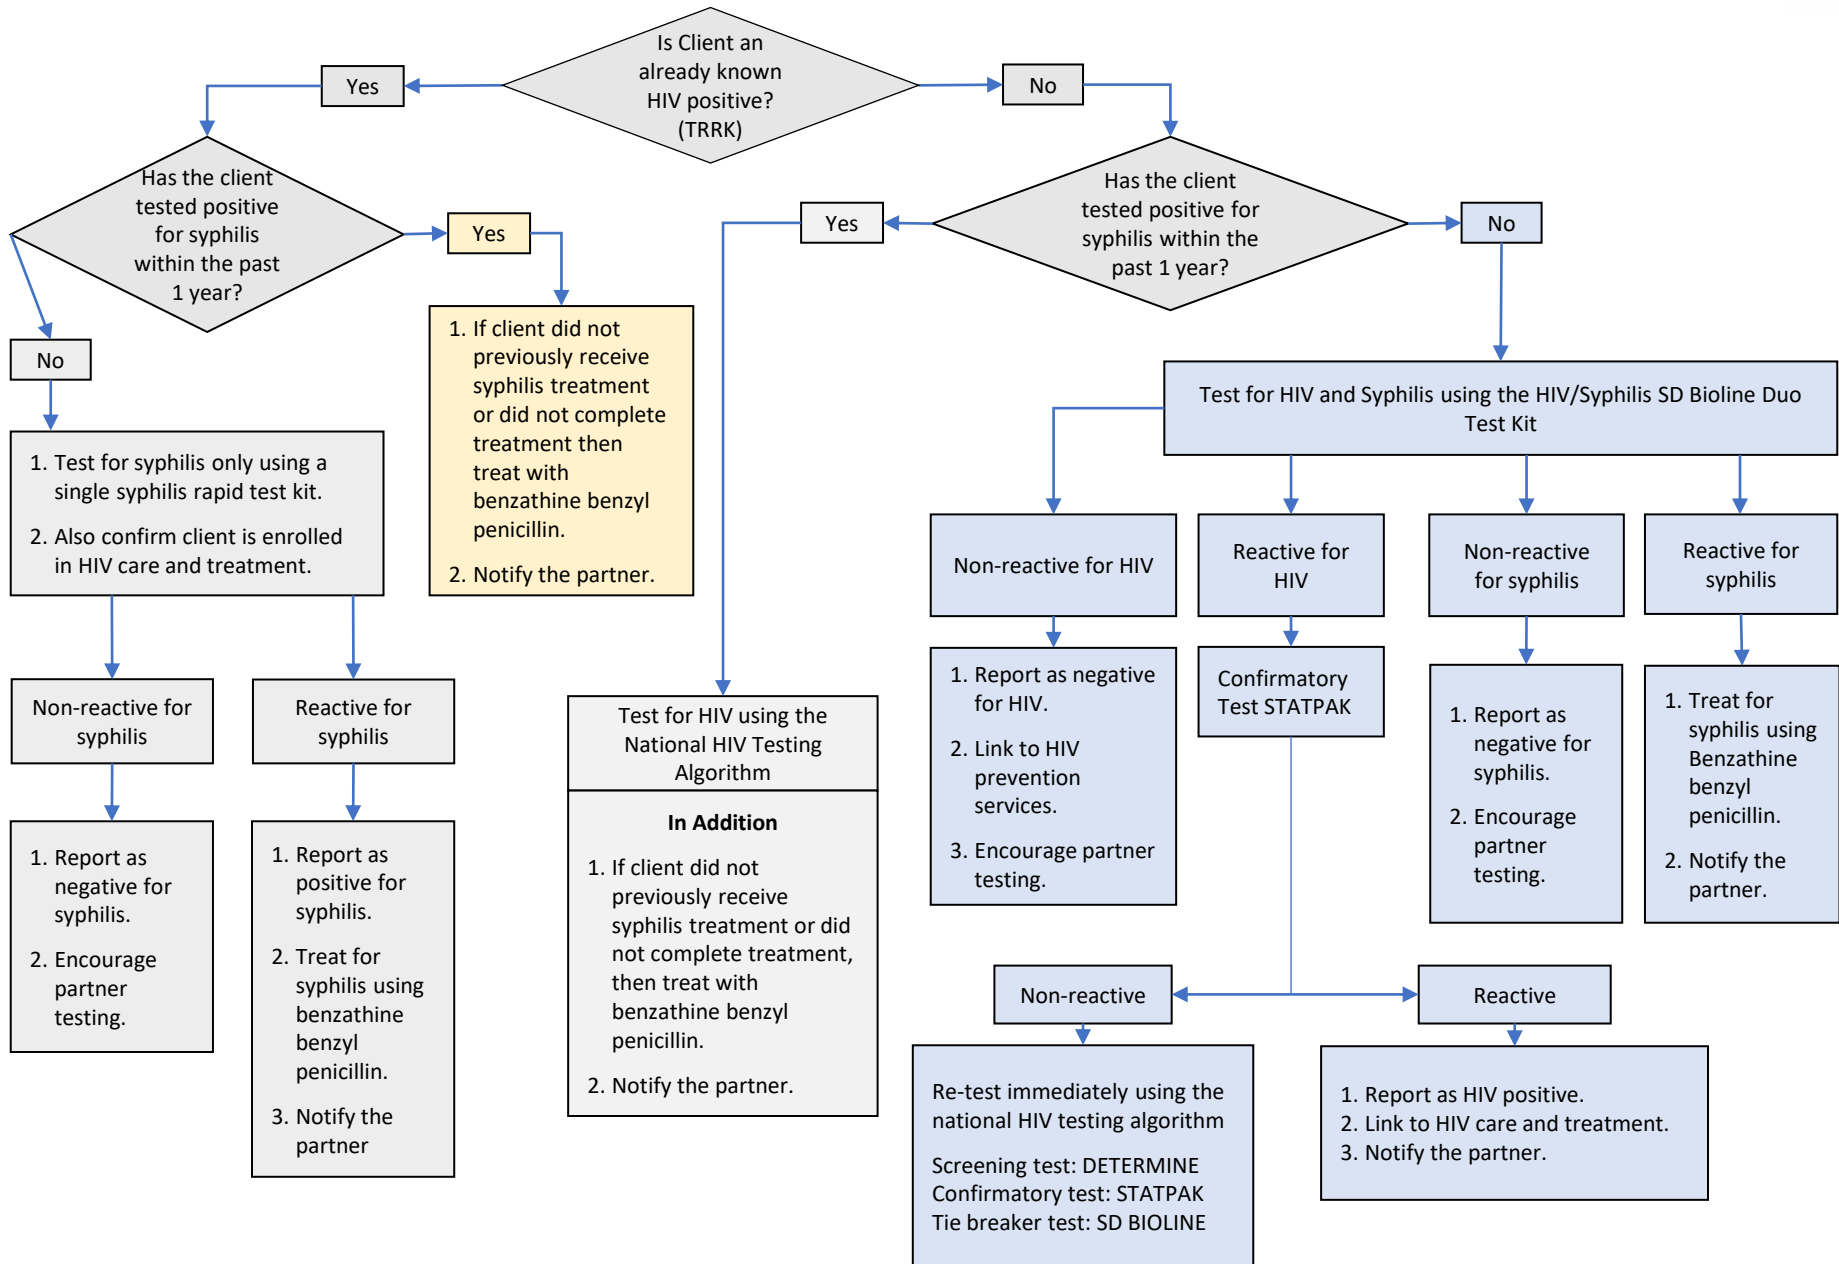 Is Client an
already known
HIV positive?
(TRRK)
Yes
No
Has the client
tested positive
for syphilis
within the past
1 year?
Yes
No
1. If client did not
previously receive
syphilis treatment
or did not complete
treatment then
treat with
benzathine benzyl
penicillin.
2. Notify the partner.
1. Test for syphilis only using a
single syphilis rapid test kit.
2. Also confirm client is enrolled
in HIV care and treatment.
Non-reactive for
syphilis
Reactive for
syphilis
1. Report as
negative for
syphilis.
2. Encourage
partner
testing.
1. Report as
positive for
syphilis.
2. Treat for
syphilis using
benzathine
benzyl
penicillin.
3. Notify the
partner
Has the client
tested positive for
syphilis within the
past 1 year?
Yes
No
Test for HIV using the
National HIV Testing
Algorithm
In Addition
1. If client did not
previously receive
syphilis treatment or did
not complete treatment,
then treat with
benzathine benzyl
penicillin.
2. Notify the partner.
Test for HIV and Syphilis using the HIV/Syphilis SD Bioline Duo
Test Kit
Non-reactive for HIV
Reactive for
HIV
Non-reactive
for syphilis
Reactive for
syphilis
1. Report as negative
for HIV.
2. Link to HIV
prevention
services.
3. Encourage partner
testing.
Confirmatory
Test STATPAK
1. Report as
negative for
syphilis.
2. Encourage
partner
testing.
1. Treat for
syphilis using
Benzathine
benzyl
penicillin.
2. Notify the
partner.
Non-reactive
Reactive
Re-test immediately using the
national HIV testing algorithm
Screening test: DETERMINE
Confirmatory test: STATPAK
Tie breaker test: SD BIOLINE
1. Report as HIV positive.
2. Link to HIV care and treatment.
3. Notify the partner.